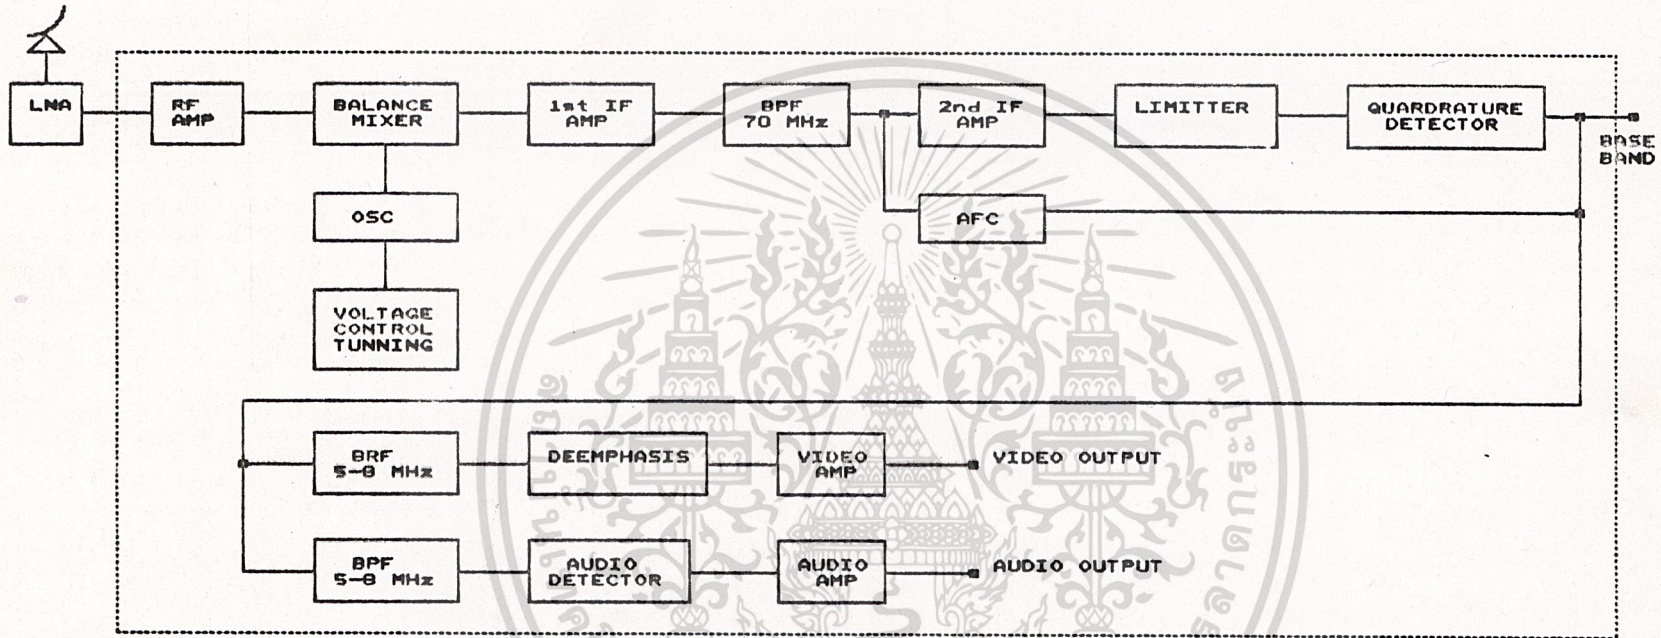 LNA
RF
AMP
BALANCE
MIXER
1st IF
AMP
BPF
70 MHz
2nd IF
AMP
LIMITTER
QUARDRATURE
DETECTOR
BASE
BAND
OSC
AFC
VOLTAGE
CONTROL
TUNNING
BRF
5-8 MHz
DEEMPHASIS
VIDEO
AMP
VIDEO OUTPUT
BPF
5-8 MHz
AUDIO
DETECTOR
AUDIO
AMP
AUDIO OUTPUT